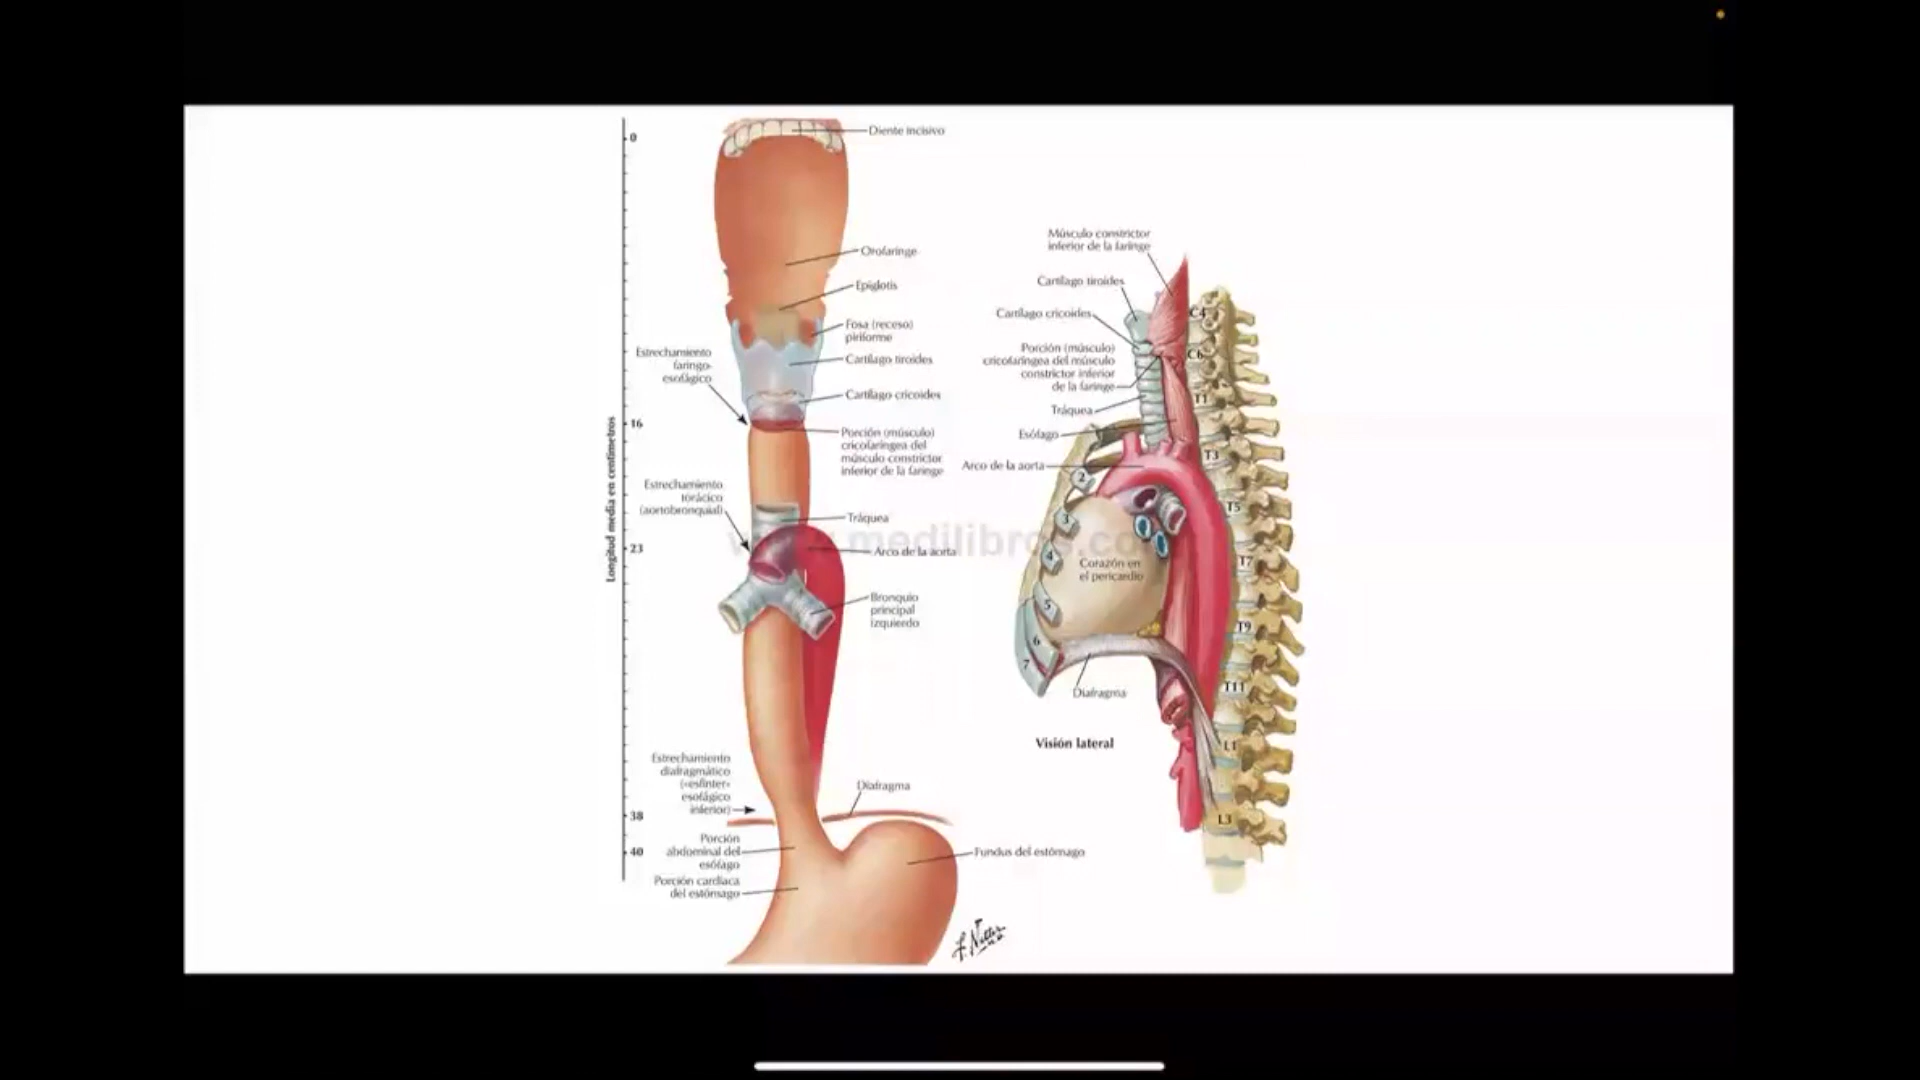 0
Diente incisivo
Orofaringe
Epiglotis
Fosa (receso)
piriforme
Estrechamiento
faringo-
esofágico
Cartílago tiroides
Cartílago cricoides
16
Porción (músculo)
cricofaríngea del
músculo constrictor
inferior de la faringe
Longitud media en centímetros
Estrechamiento
torácico
(aortobronquial)
Tráquea
23
Arco de la aorta
Bronquio
principal
izquierdo
Estrechamiento
diafragmático
(«esfínter»
esofágico
inferior)
Diafragma
38
Porción
abdominal del
esófago
40
Fundus del estómago
Porción cardíaca
del estómago
F. Netter
Músculo constrictor
inferior de la faringe
Cartílago tiroides
Cartílago cricoides
Porción (músculo)
cricofaríngea del músculo
constrictor inferior
de la faringe
Tráquea
Esófago
Arco de la aorta
C4
C6
T1
T3
T5
T7
T9
T11
L1
L3
2
3
4
5
6
7
Corazón en
el pericardio
Diafragma
Visión lateral
www.medilibros.com